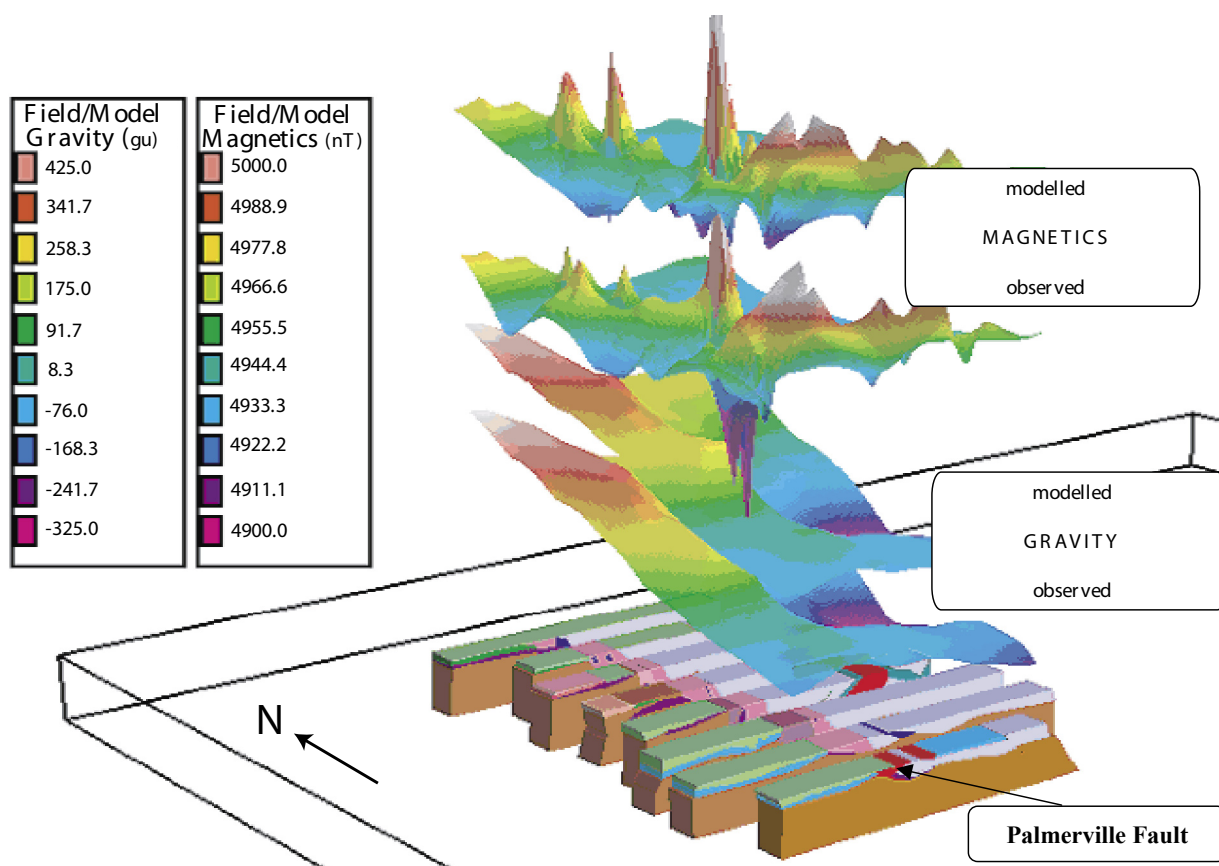 Field/Model
Gravity (gu)
425.0
341.7
258.3
175.0
91.7
8.3
-76.0
-168.3
-241.7
-325.0
Field/Model
Magnetics (nT)
5000.0
4988.9
4977.8
4966.6
4955.5
4944.4
4933.3
4922.2
4911.1
4900.0
modelled
MAGNETICS
observed
modelled
GRAVITY
observed
N
Palmerville Fault